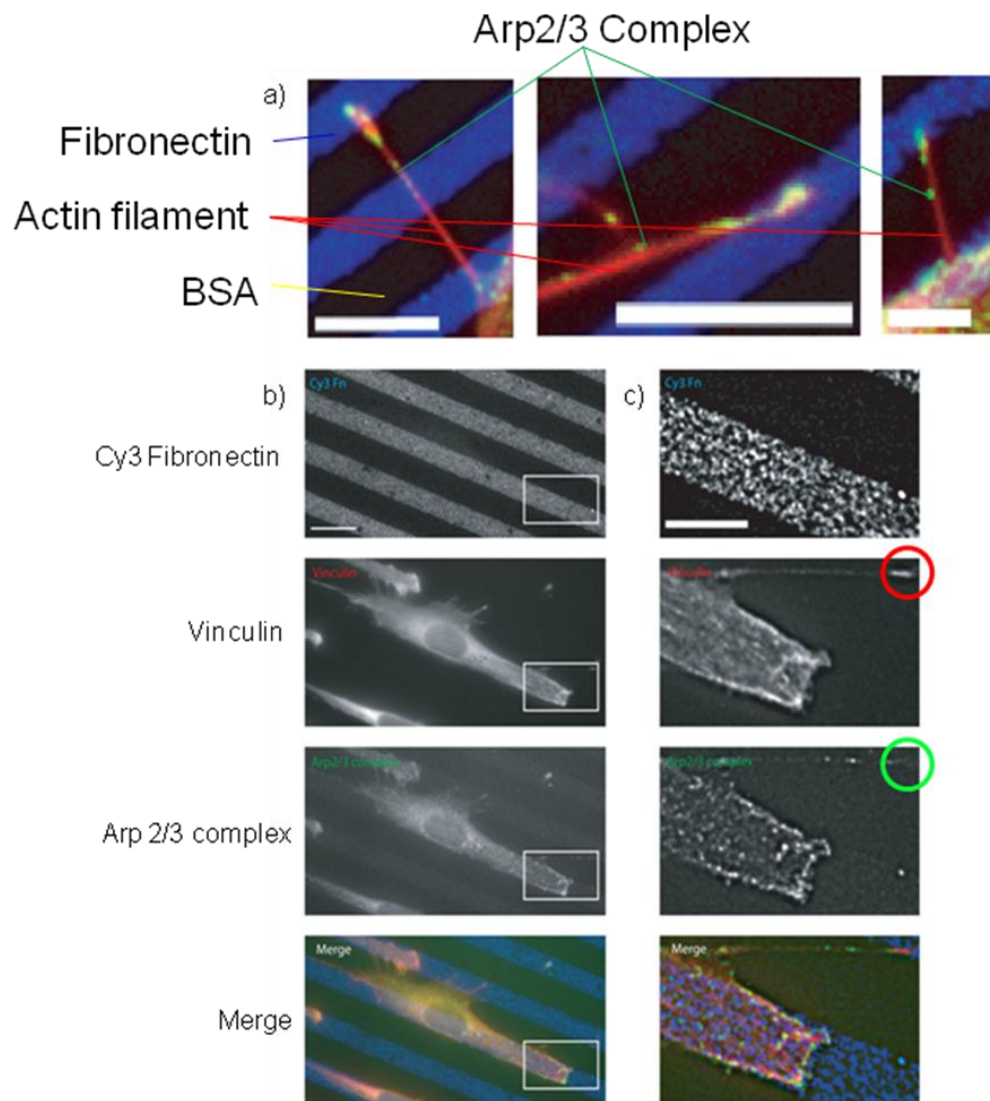 Arp2/3 Complex
a)
Fibronectin
Actin filament
BSA
b)
Cy3 Fn
c)
Cy3 Fn
Cy3 Fibronectin
Vinculin
Vinculin
Vinculin
Arp2/3 complex
Arp2/3 complex
Arp 2/3 complex
Merge
Merge
Merge